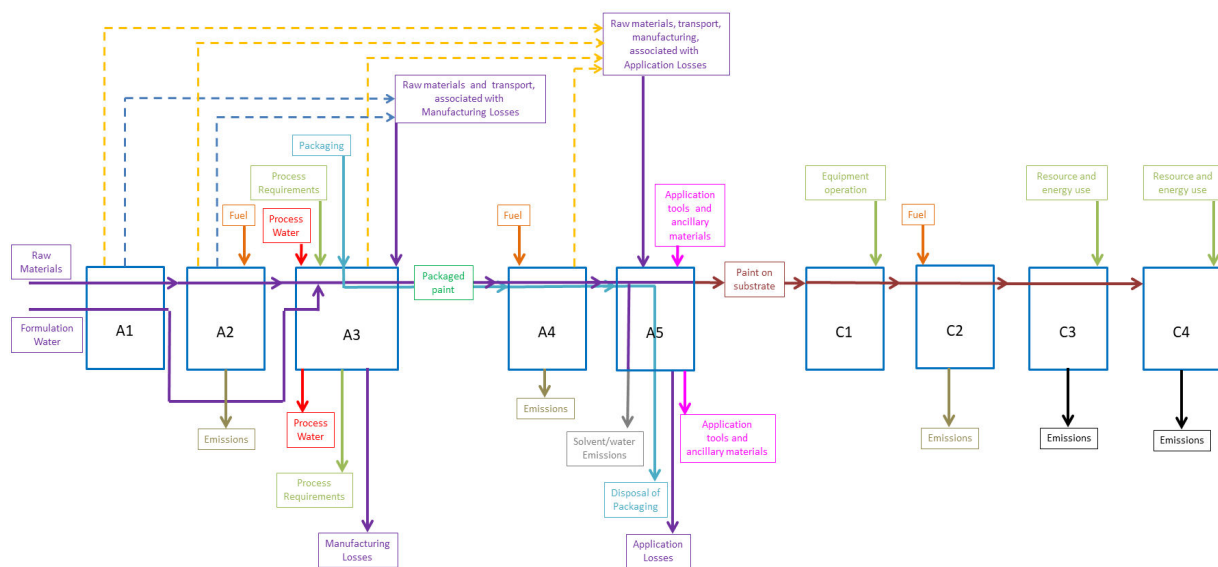 Raw materials, transport,
manufacturing,
associated with
Application Losses
Raw materials and transport,
associated with
Manufacturing Losses
Packaging
Process
Requirements
Equipment
operation
Resource and
energy use
Resource and
energy use
Application
tools and
ancillary
materials
Fuel
Process
Water
Fuel
Fuel
Raw
Materials
Packaged
paint
Paint on
substrate
Formulation
Water
A1
A2
A3
A4
A5
C1
C2
C3
C4
Emissions
Process
Water
Emissions
Solvent/water
Emissions
Application
tools and
ancillary materials
Emissions
Emissions
Emissions
Process
Requirements
Disposal of
Packaging
Manufacturing
Losses
Application
Losses